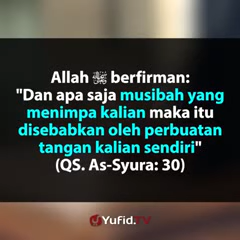 Allah ﷻ berfirman:
"Dan apa saja musibah yang
menimpa kalian maka itu
disebabkan oleh perbuatan
tangan kalian sendiri"
(QS. As-Syura: 30)
YUFID.TV